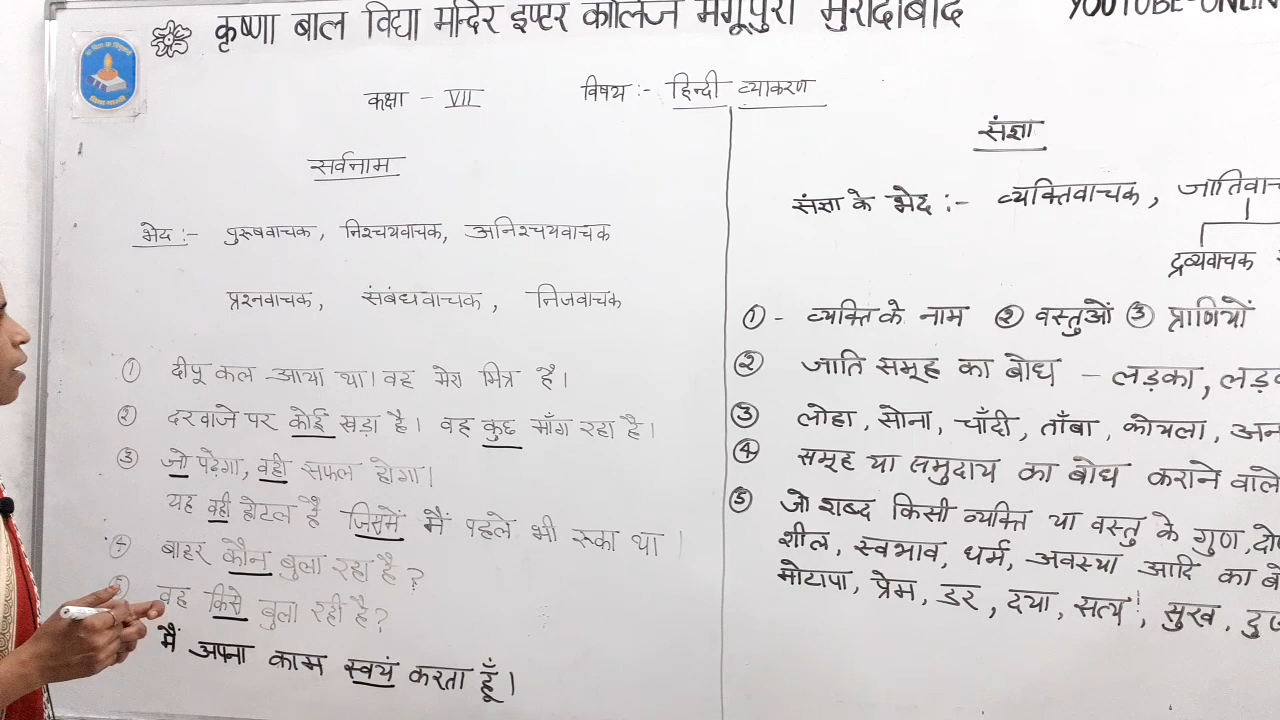 कृष्णा बाल विद्या मन्दिर इण्टर कॉलेज मंगूपुरा मुरादाबाद
YOUTUBE-ONLIN
कक्षा - VII
विषय :- हिन्दी व्याकरण
सर्वनाम
भेद :- पुरूषवाचक, निश्चयवाचक, अनिश्चयवाचक
प्रश्नवाचक, संबंधवाचक, निजवाचक
① दीपू कल आया था। वह मेरा मित्र है।
② दरवाजे पर कोई खड़ा है। वह कुछ माँग रहा है।
③ जो पढ़ेगा, वही सफल होगा।
यह वही होटल है जिसमें मैं पहले भी रूका था।
④ बाहर कौन बुला रहा है?
⑤ वह किसे बुला रही है?
मैं अपना काम स्वयं करता हूँ।
संज्ञा
संज्ञा के भेद :- व्यक्तिवाचक, जातिवाच
द्रव्यवाचक
① - व्यक्ति के नाम ② वस्तुओं ③ प्राणियों
② जाति समूह का बोध - लड़का, लड़क
③ लोहा, सोना, चाँदी, ताँबा, कोयला, अन
④ समूह या समुदाय का बोध कराने वाले
⑤ जो शब्द किसी व्यक्ति या वस्तु के गुण, दोष
शील, स्वभाव, धर्म, अवस्था आदि का बो
मोटापा, प्रेम, डर, दया, सत्य, सुख, दुः